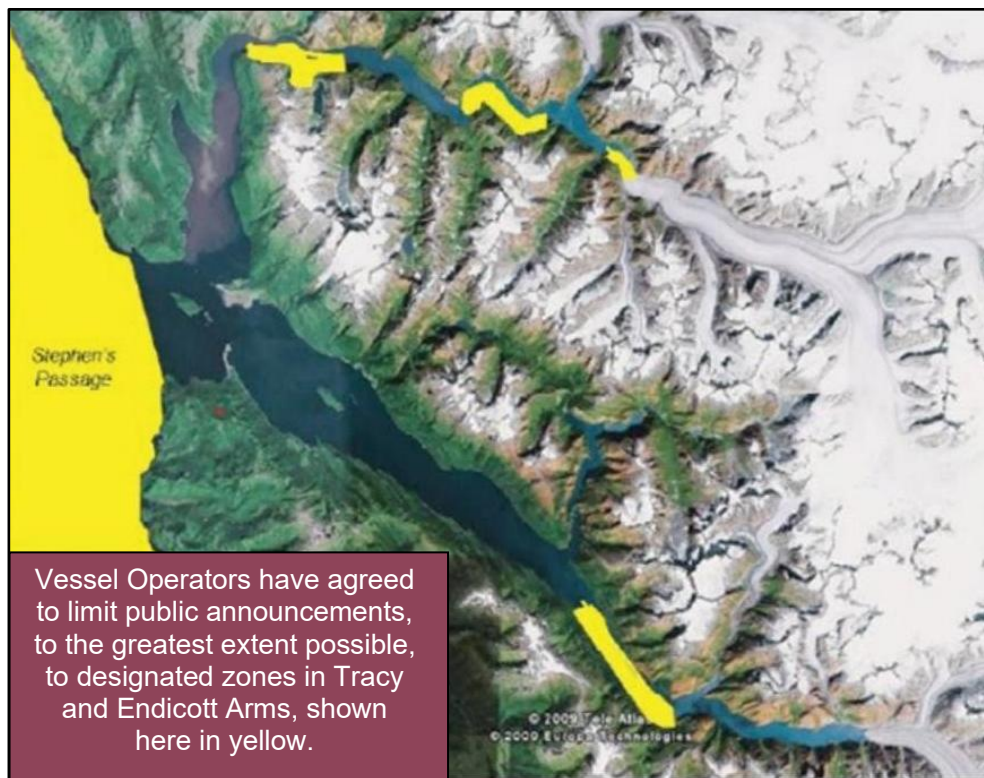 Stephen's
Passage
Vessel Operators have agreed
to limit public announcements,
to the greatest extent possible,
to designated zones in Tracy
and Endicott Arms, shown
here in yellow.
© 2009 Tele Atlas
© 2009 Europa Technologies